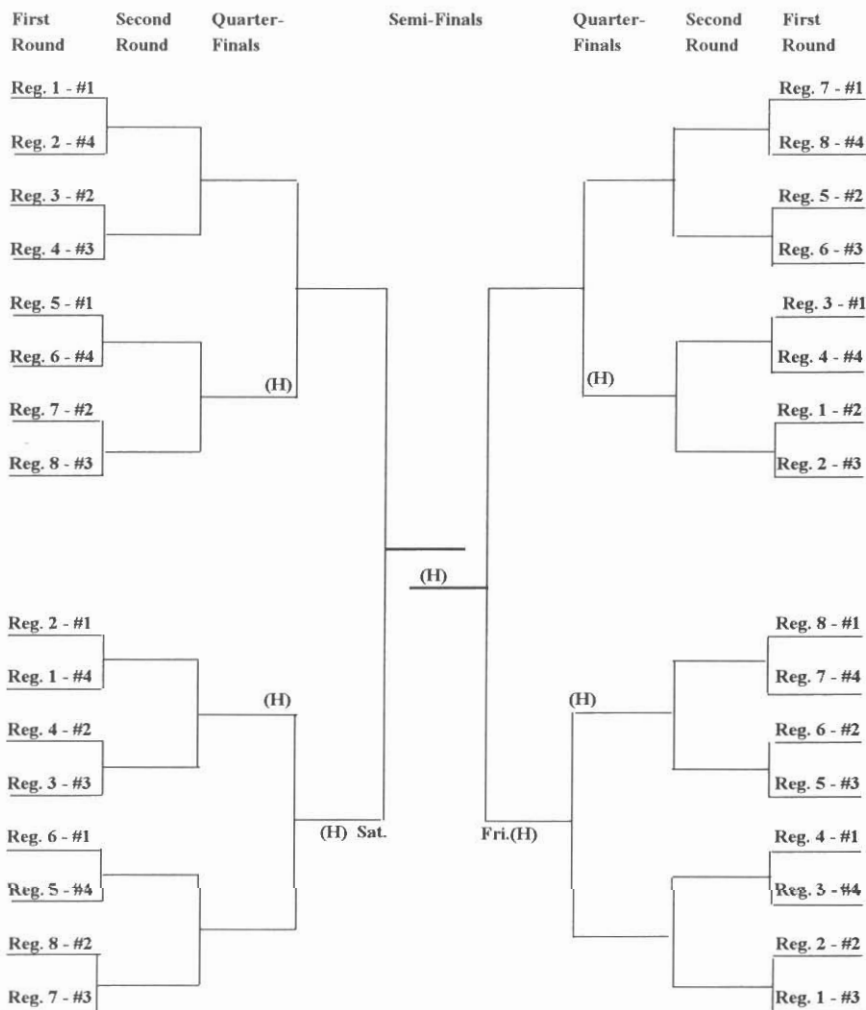 First Second Quarter- Semi-Finals Quarter- Second First
Round Round Finals Finals Round Round
Reg. 1 - #1 Reg. 7 - #1
Reg. 2 - #4 Reg. 8 - #4
Reg. 3 - #2 Reg. 5 - #2
Reg. 4 - #3 Reg. 6 - #3
Reg. 5 - #1 Reg. 3 - #1
Reg. 6 - #4 Reg. 4 - #4
(H) (H)
Reg. 7 - #2 Reg. 1 - #2
Reg. 8 - #3 Reg. 2 - #3
(H)
Reg. 2 - #1 Reg. 8 - #1
Reg. 1 - #4 Reg. 7 - #4
(H) (H)
Reg. 4 - #2 Reg. 6 - #2
Reg. 3 - #3 Reg. 5 - #3
(H) Sat. Fri.(H)
Reg. 6 - #1 Reg. 4 - #1
Reg. 5 - #4 Reg. 3 - #4
Reg. 8 - #2 Reg. 2 - #2
Reg. 7 - #3 Reg. 1 - #3